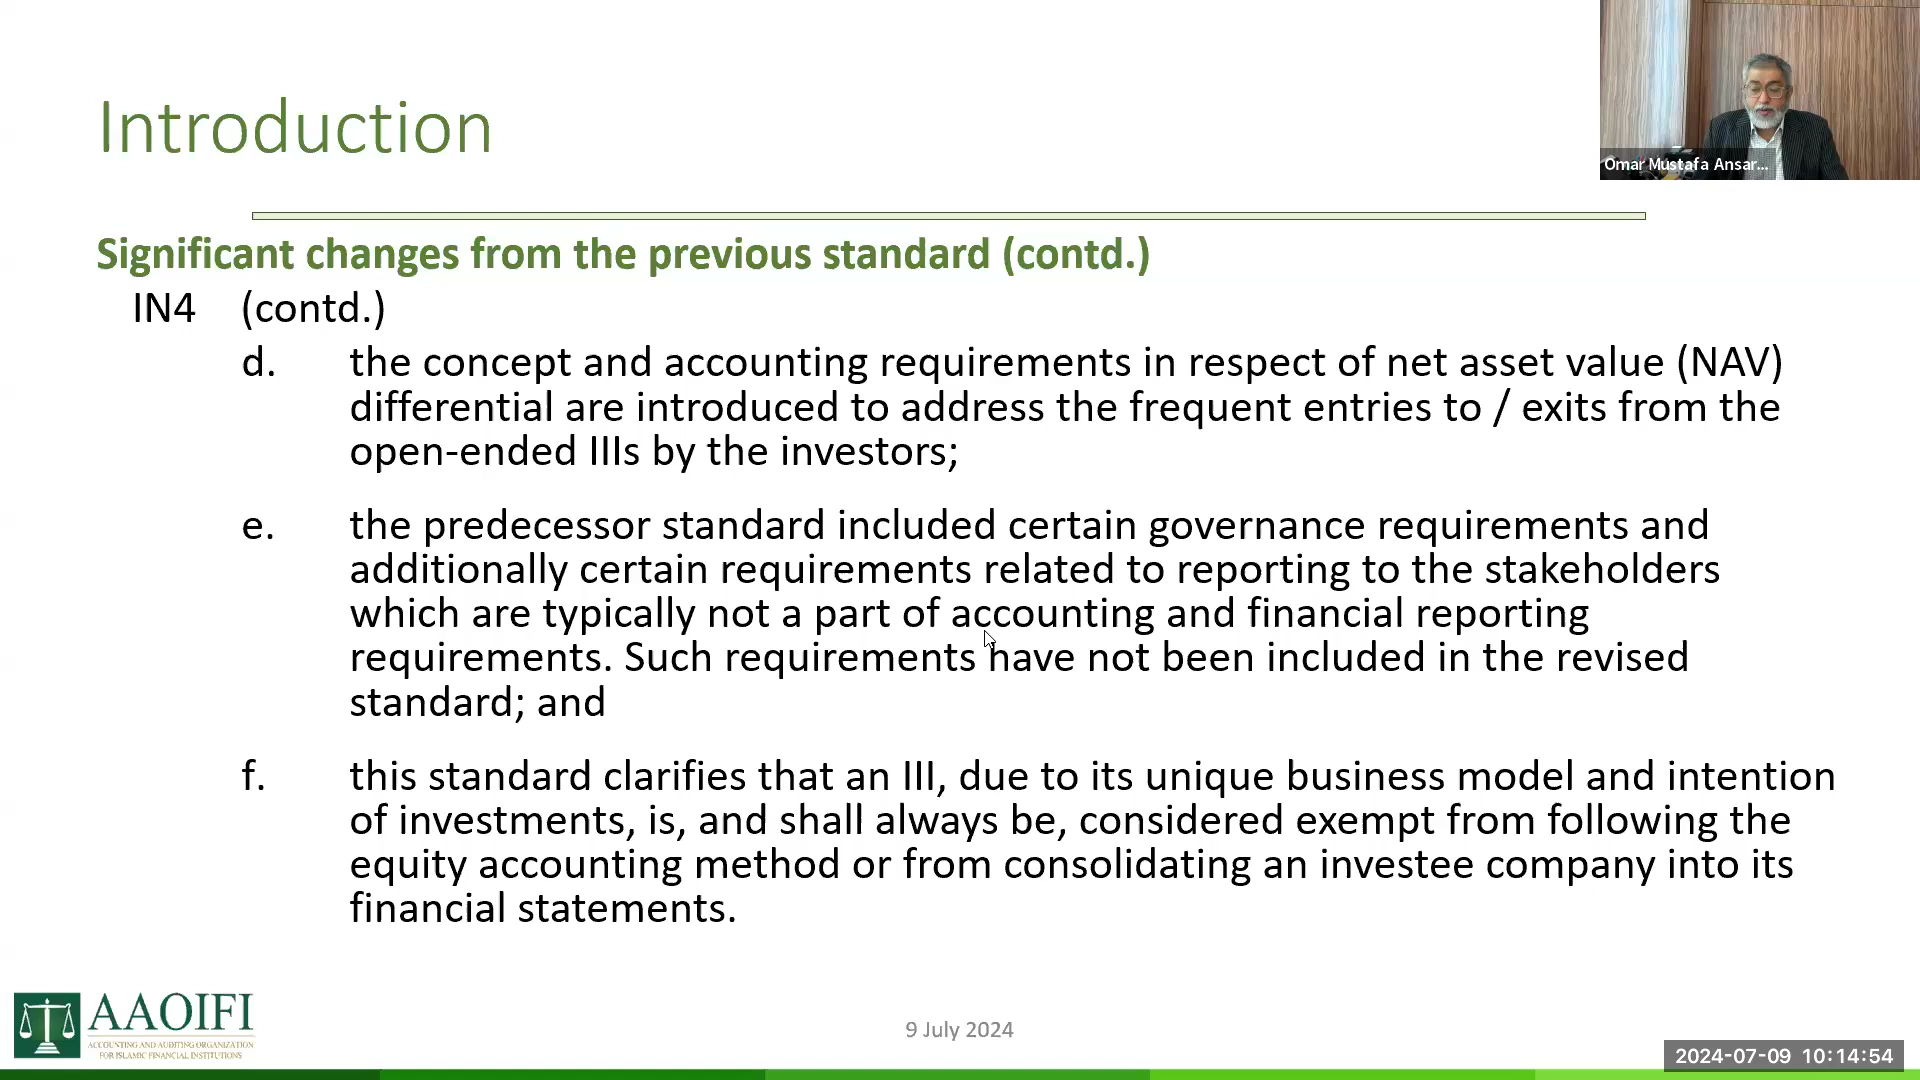 Introduction
Omar Mustafa Ansar...
Significant changes from the previous standard (contd.)
IN4 (contd.)
d. the concept and accounting requirements in respect of net asset value (NAV)
differential are introduced to address the frequent entries to / exits from the
open-ended IIIs by the investors;
e. the predecessor standard included certain governance requirements and
additionally certain requirements related to reporting to the stakeholders
which are typically not a part of accounting and financial reporting
requirements. Such requirements have not been included in the revised
standard; and
f. this standard clarifies that an III, due to its unique business model and intention
of investments, is, and shall always be, considered exempt from following the
equity accounting method or from consolidating an investee company into its
financial statements.
AAOIFI
ACCOUNTING AND AUDITING ORGANIZATION
FOR ISLAMIC FINANCIAL INSTITUTIONS
9 July 2024
2024-07-09 10:14:54